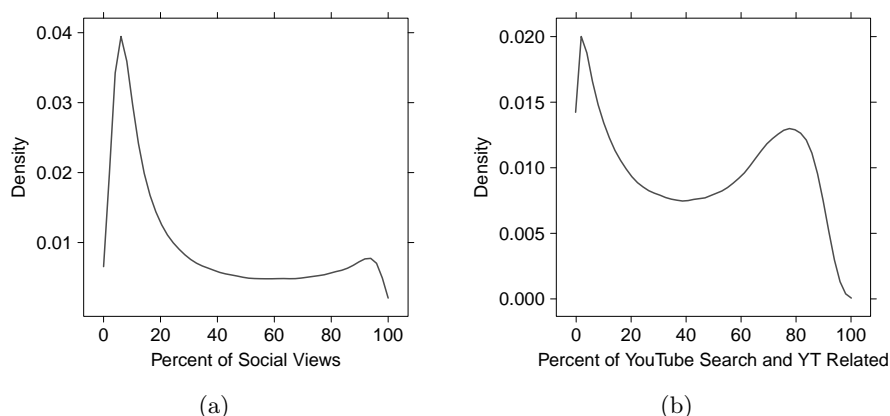 0.04
0.03
0.02
0.01
Density
0 20 40 60 80 100
Percent of Social Views
(a)
0.020
0.015
0.010
0.005
0.000
Density
0 20 40 60 80 100
Percent of YouTube Search and YT Related
(b)